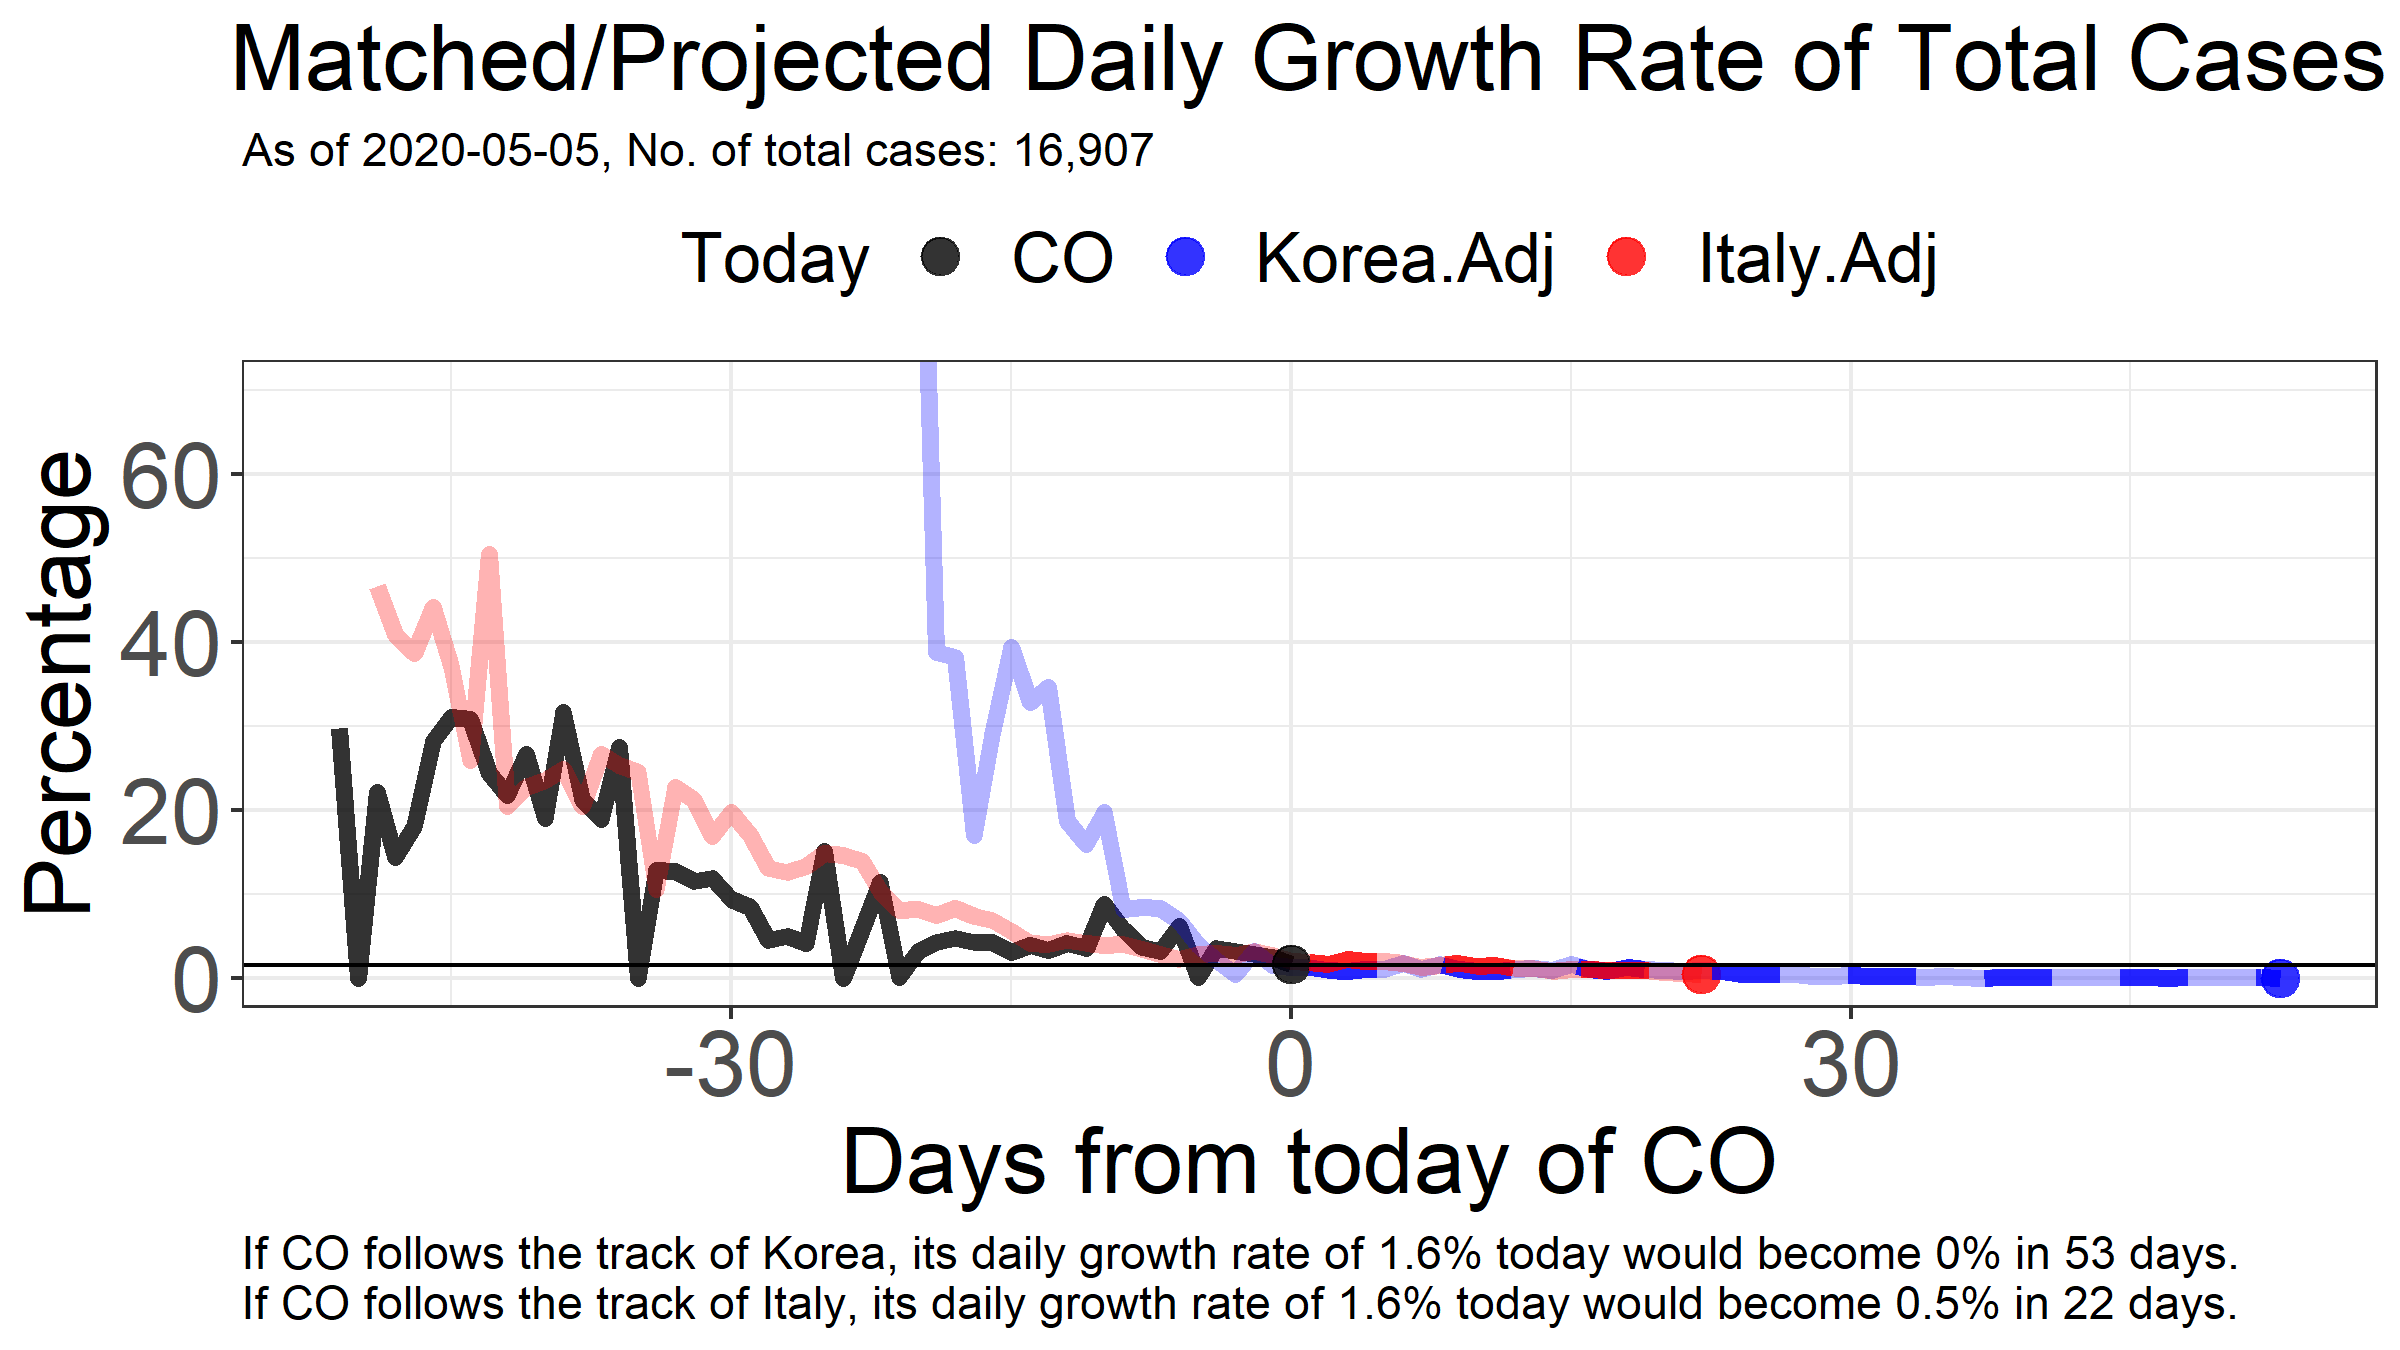 Matched/Projected Daily Growth Rate of Total Cases
As of 2020-05-05, No. of total cases: 16,907
Today CO Korea.Adj Italy.Adj
Percentage
60
40
20
0
-30 0 30
Days from today of CO
If CO follows the track of Korea, its daily growth rate of 1.6% today would become 0% in 53 days.
If CO follows the track of Italy, its daily growth rate of 1.6% today would become 0.5% in 22 days.